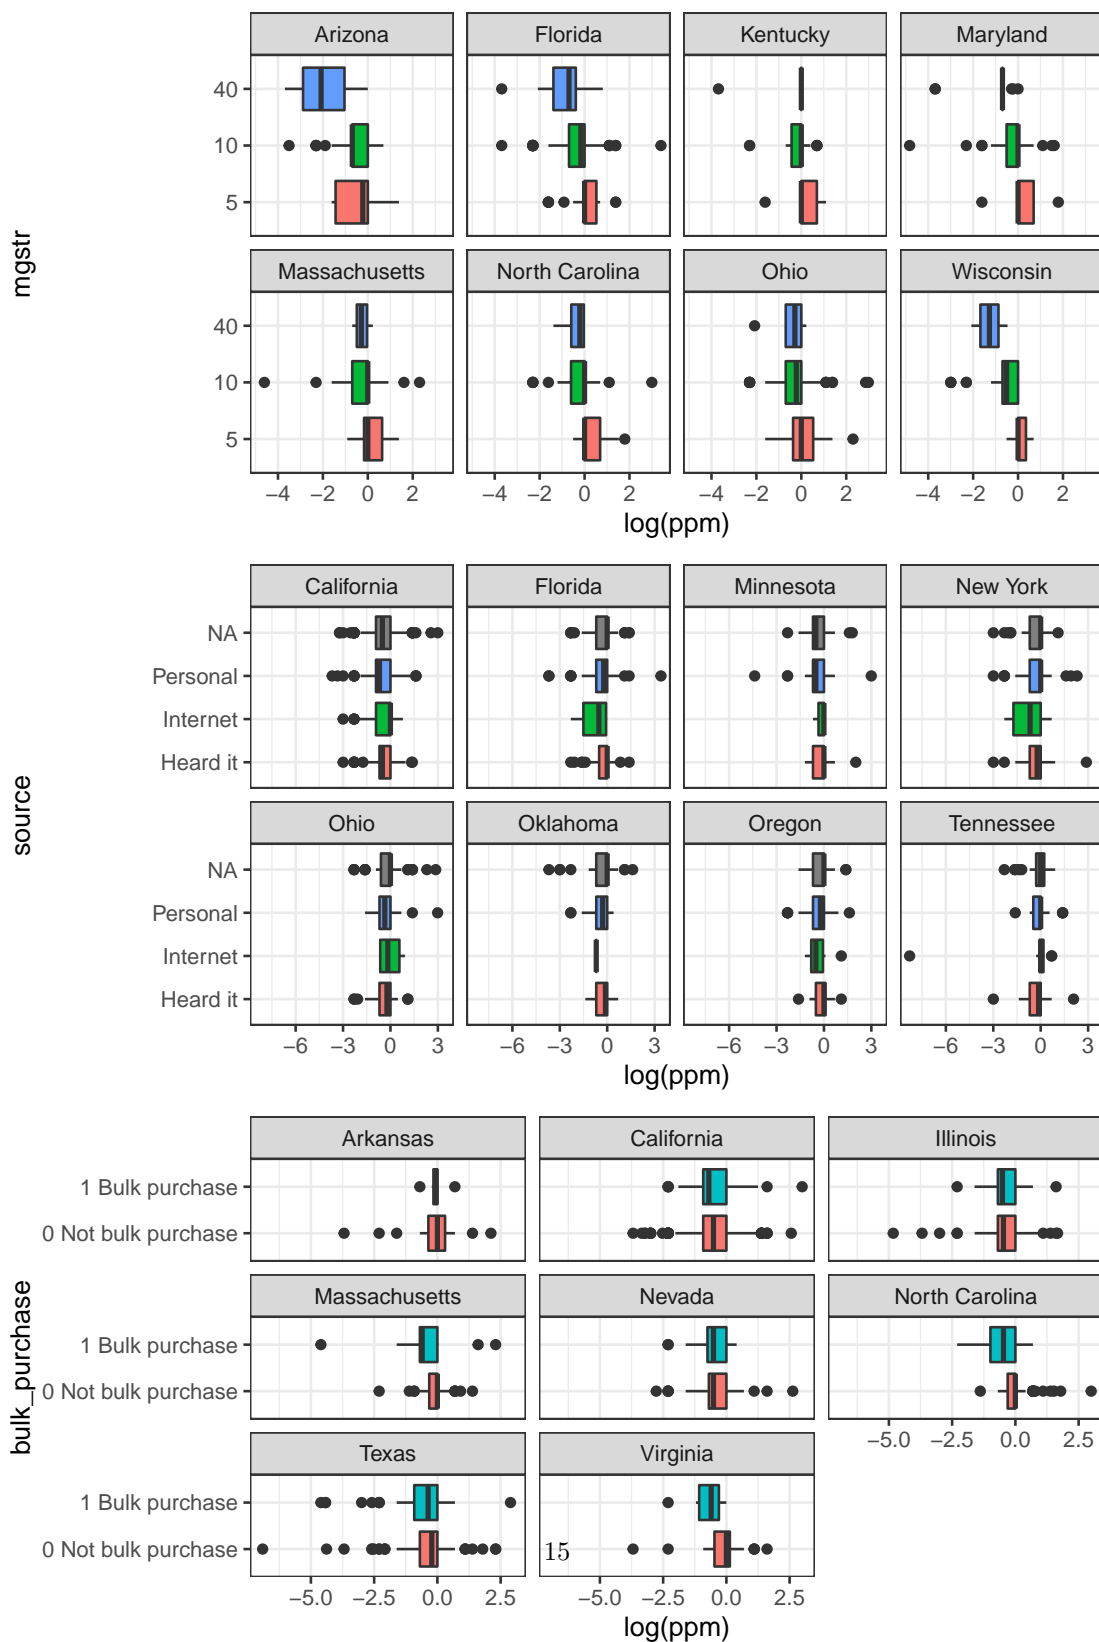 Arizona Florida Kentucky Maryland
40
10
5
Massachusetts North Carolina Ohio Wisconsin
40
10
5
mgstr
−4 −2 0 2 −4 −2 0 2 −4 −2 0 2 −4 −2 0 2
log(ppm)
California Florida Minnesota New York
NA
Personal
Internet
Heard it
Ohio Oklahoma Oregon Tennessee
NA
Personal
Internet
Heard it
source
−6 −3 0 3 −6 −3 0 3 −6 −3 0 3 −6 −3 0 3
log(ppm)
Arkansas California Illinois
1 Bulk purchase
0 Not bulk purchase
Massachusetts Nevada North Carolina
1 Bulk purchase
0 Not bulk purchase
−5.0 −2.5 0.0 2.5
Texas Virginia
1 Bulk purchase
0 Not bulk purchase
bulk_purchase
15
−5.0 −2.5 0.0 2.5 −5.0 −2.5 0.0 2.5
log(ppm)